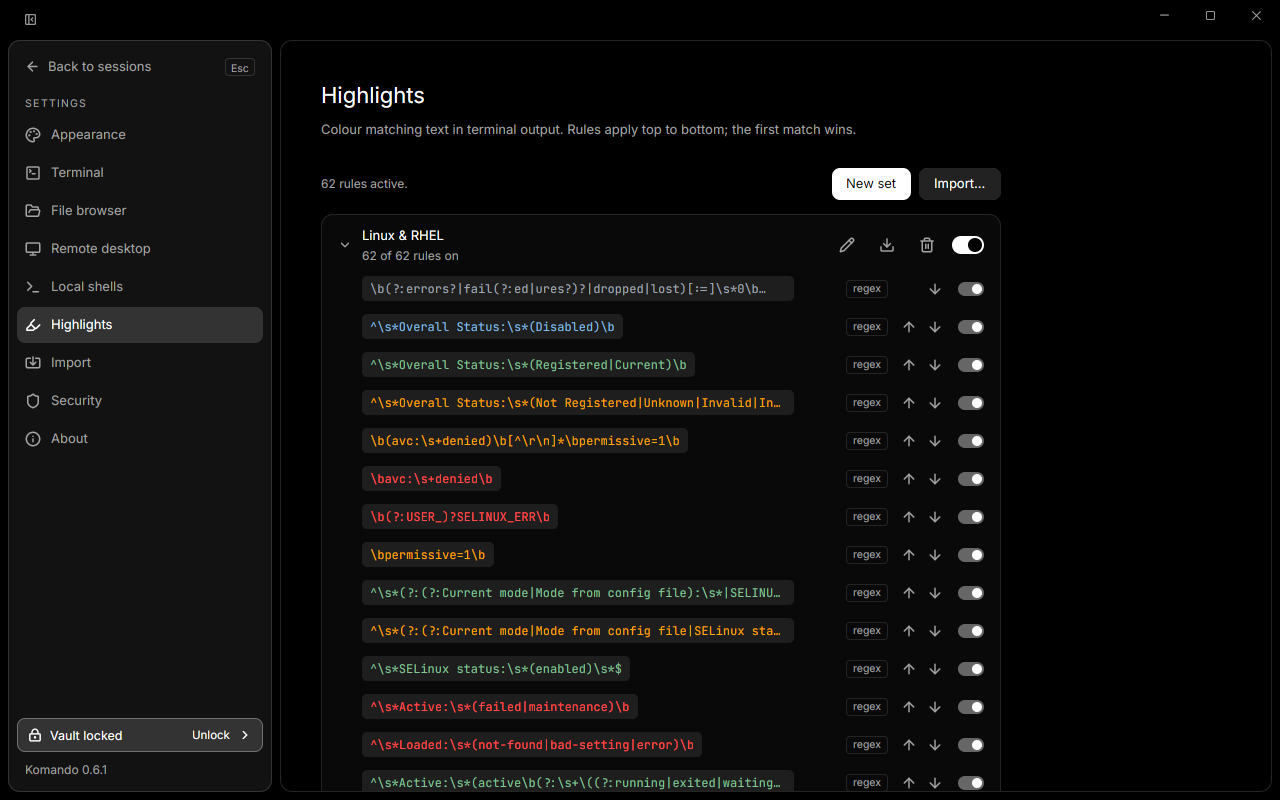 Back to sessions
Esc
SETTINGS
Appearance
Terminal
File browser
Remote desktop
Local shells
Highlights
Import
Security
About
Vault locked
Unlock
Komando 0.6.1
Highlights
Colour matching text in terminal output. Rules apply top to bottom; the first match wins.
62 rules active.
New set
Import...
Linux & RHEL
62 of 62 rules on
\b(?:errors?|fail(?:ed|ures?)?|dropped|lost)[:=]\s*0\b…
regex
^\s*Overall Status:\s*(Disabled)\b
regex
^\s*Overall Status:\s*(Registered|Current)\b
regex
^\s*Overall Status:\s*(Not Registered|Unknown|Invalid|In…
regex
\b(avc:\s+denied)\b[^\r\n]*\bpermissive=1\b
regex
\bavc:\s+denied\b
regex
\b(?:USER_)?SELINUX_ERR\b
regex
\bpermissive=1\b
regex
^\s*(?:(?:Current mode|Mode from config file):\s*|SELINU…
regex
^\s*(?:(?:Current mode|Mode from config file|SELinux sta…
regex
^\s*SELinux status:\s*(enabled)\s*$
regex
^\s*Active:\s*(failed|maintenance)\b
regex
^\s*Loaded:\s*(not-found|bad-setting|error)\b
regex
^\s*Active:\s*(active\b(?:\s+\((?:running|exited|waiting…
regex